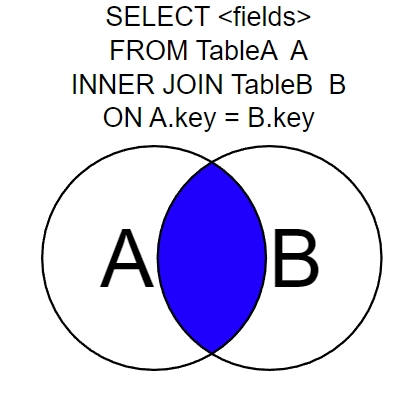 SELECT <fields>
FROM TableA A
INNER JOIN TableB B
ON A.key = B.key
A B